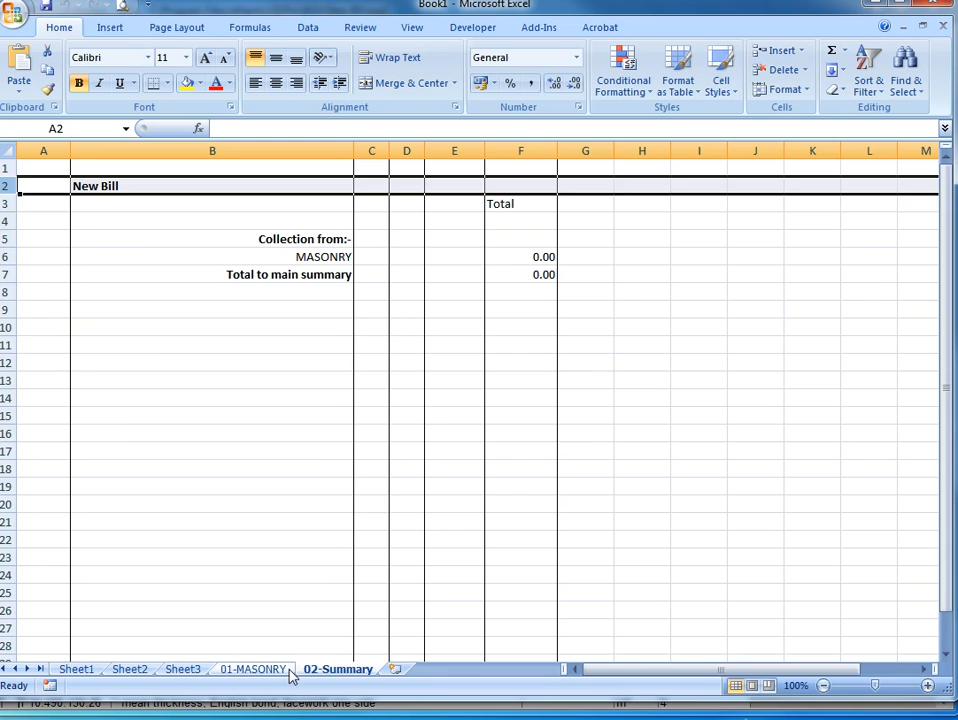 Book1 - Microsoft Excel
Home Insert Page Layout Formulas Data Review View Developer Add-Ins Acrobat
Paste Calibri 11 A A Wrap Text General Conditional Formatting Format as Table Cell Styles Insert Σ Sort & Filter Find & Select
B I U A Merge & Center % , Delete
Format
Clipboard Font Alignment Number Styles Cells Editing
A2 fx
A B C D E F G H I J K L M
1
2 New Bill
3 Total
4
5 Collection from:-
6 MASONRY 0.00
7 Total to main summary 0.00
8
9
10
11
12
13
14
15
16
17
18
19
20
21
22
23
24
25
26
27
28
Sheet1 Sheet2 Sheet3 01-MASONRY 02-Summary
Ready 100%
mean thickness, English bond, facework one side